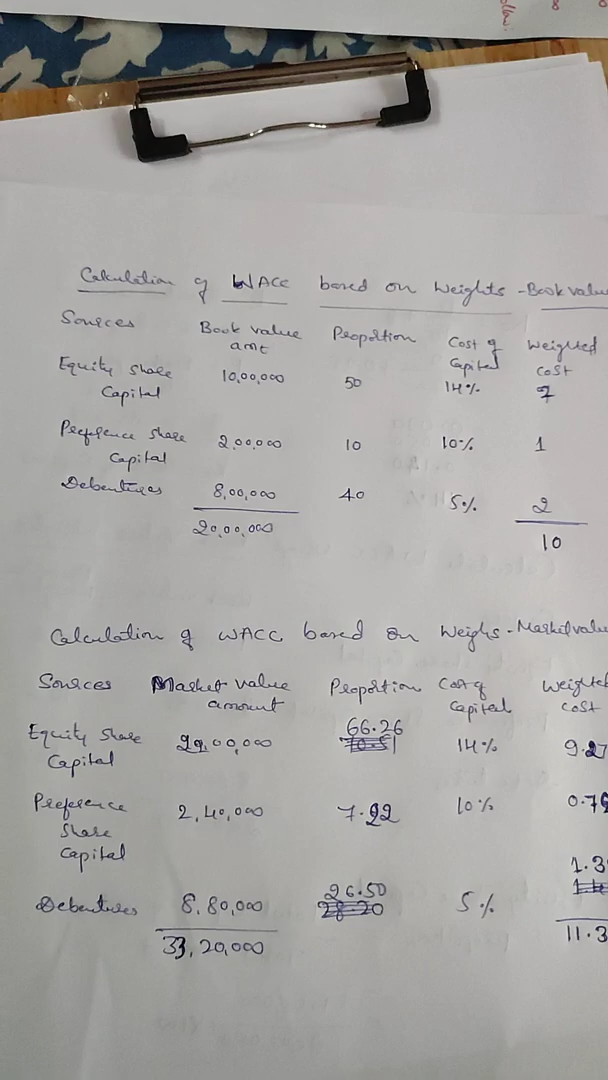 Calculation of WACC based on Weights - Book value
Sources Book value Proportion Cost of Weighted
amt Capital cost
Equity share 10,00,000 50 14% 7
Capital
Preference share 2,00,000 10 10% 1
Capital
Debentures 8,00,000 40 5% 2
20,00,000 10
Calculation of WACC based on Weighs - Market value
Sources Market value Proportion Cost of Weighted
amount Capital cost
66.26
Equity share 22,00,000 14% 9.27
Capital
Preference 2,40,000 7.22 10% 0.72
share
Capital
26.50 1.3
Debentures 8,80,000 5%
33,20,000 11.3